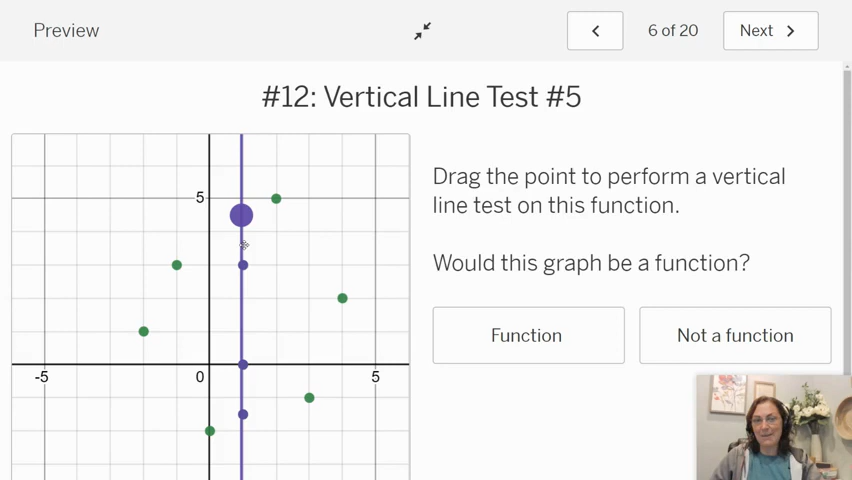 Preview
6 of 20
Next
#12: Vertical Line Test #5
5
-5
0
5
Drag the point to perform a vertical
line test on this function.
Would this graph be a function?
Function
Not a function